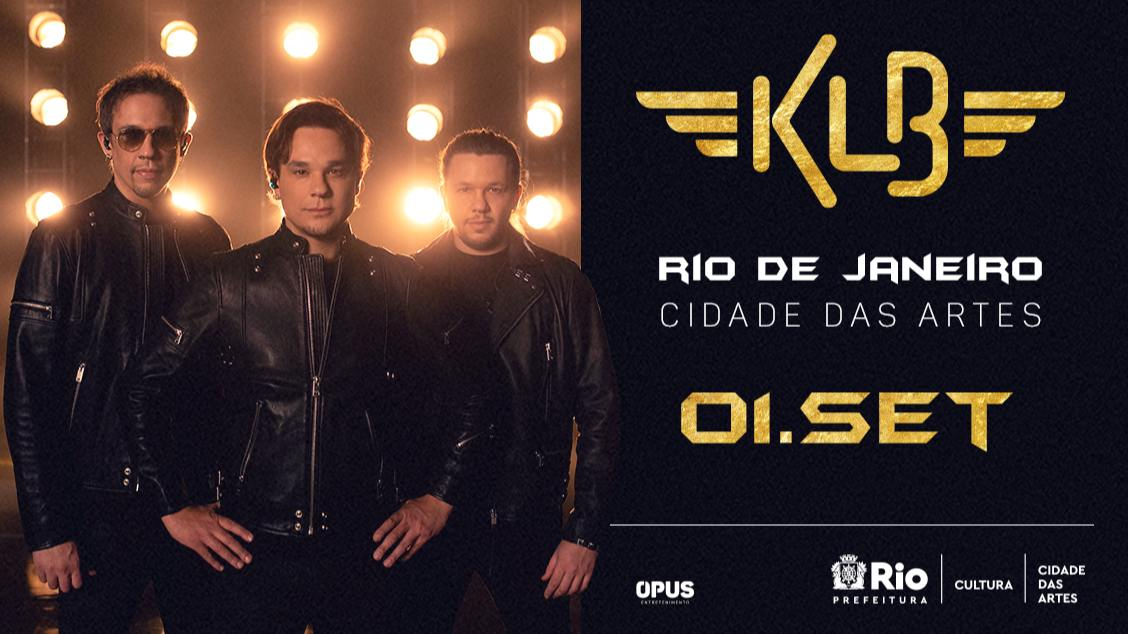 KLB
RIO DE JANEIRO
CIDADE DAS ARTES
01.SET
OPUS
ENTRETENIMENTO
Rio
PREFEITURA
CULTURA
CIDADE
DAS
ARTES